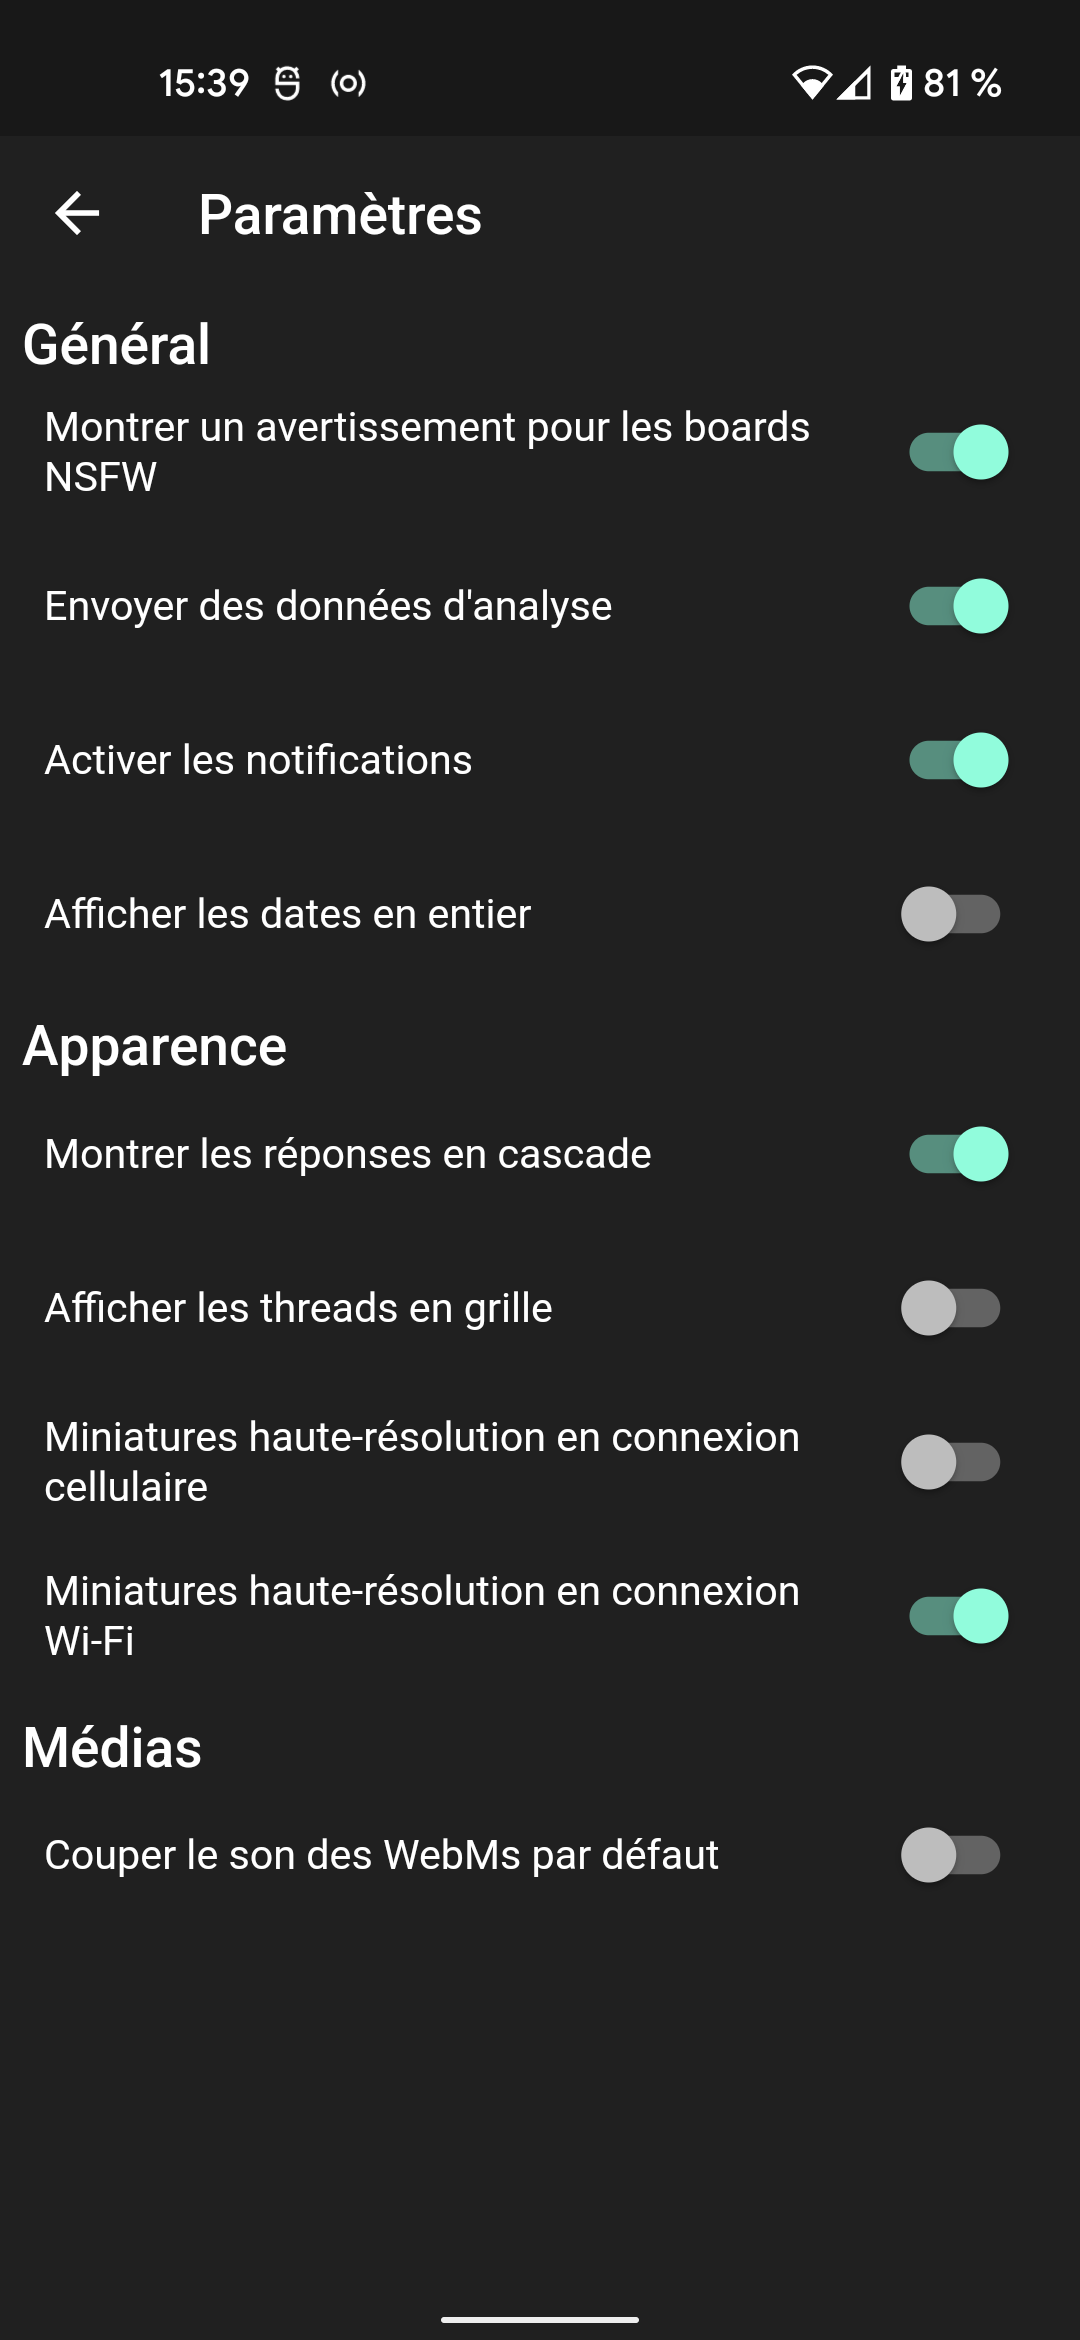 15:39
81 %
Paramètres
Général
Montrer un avertissement pour les boards
NSFW
Envoyer des données d'analyse
Activer les notifications
Afficher les dates en entier
Apparence
Montrer les réponses en cascade
Afficher les threads en grille
Miniatures haute-résolution en connexion
cellulaire
Miniatures haute-résolution en connexion
Wi-Fi
Médias
Couper le son des WebMs par défaut